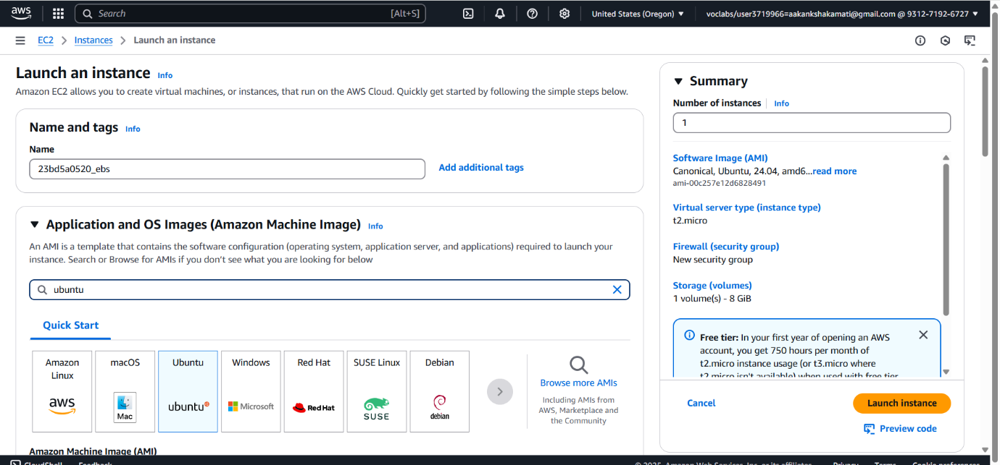 aws
Search [Alt+S]
United States (Oregon)
voclabs/user3719966=aakankshakamati@gmail.com @ 9312-7192-6727
EC2
Instances
Launch an instance
Launch an instance Info
Amazon EC2 allows you to create virtual machines, or instances, that run on the AWS Cloud. Quickly get started by following the simple steps below.
Name and tags Info
Name
23bd5a0520_ebs
Add additional tags
Application and OS Images (Amazon Machine Image) Info
An AMI is a template that contains the software configuration (operating system, application server, and applications) required to launch your
instance. Search or Browse for AMIs if you don't see what you are looking for below
ubuntu
Quick Start
Amazon
Linux
aws
macOS
Mac
Ubuntu
ubuntu
Windows
Microsoft
Red Hat
Red Hat
SUSE Linux
SUSE
Debian
debian
Browse more AMIs
Including AMIs from
AWS, Marketplace and
the Community
Amazon Machine Image (AMI)
Summary
Number of instances Info
1
Software Image (AMI)
Canonical, Ubuntu, 24.04, amd6...read more
ami-00c257e12d6828491
Virtual server type (instance type)
t2.micro
Firewall (security group)
New security group
Storage (volumes)
1 volume(s) - 8 GiB
Free tier: In your first year of opening an AWS
account, you get 750 hours per month of
t2.micro instance usage (or t3.micro where
t2.micro isn't available) when used with free tier
Cancel
Launch instance
Preview code
CloudShell Feedback
© 2025, Amazon Web Services, Inc. or its affiliates. Privacy Terms Cookie preferences